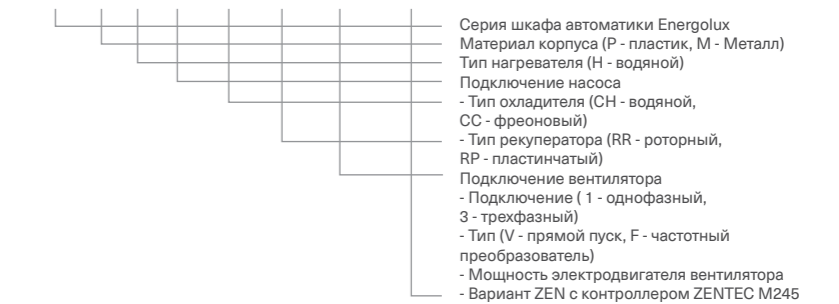 Серия шкафа автоматики Energolux
Материал корпуса (P - пластик, M - Металл)
Тип нагревателя (H - водяной)
Подключение насоса
- Тип охладителя (CH - водяной,
CC - фреоновый)
- Тип рекуператора (RR - роторный,
RP - пластинчатый)
Подключение вентилятора
- Подключение ( 1 - однофазный,
3 - трехфазный)
- Тип (V - прямой пуск, F - частотный
преобразователь)
- Мощность электродвигателя вентилятора
- Вариант ZEN с контроллером ZENTEC M245